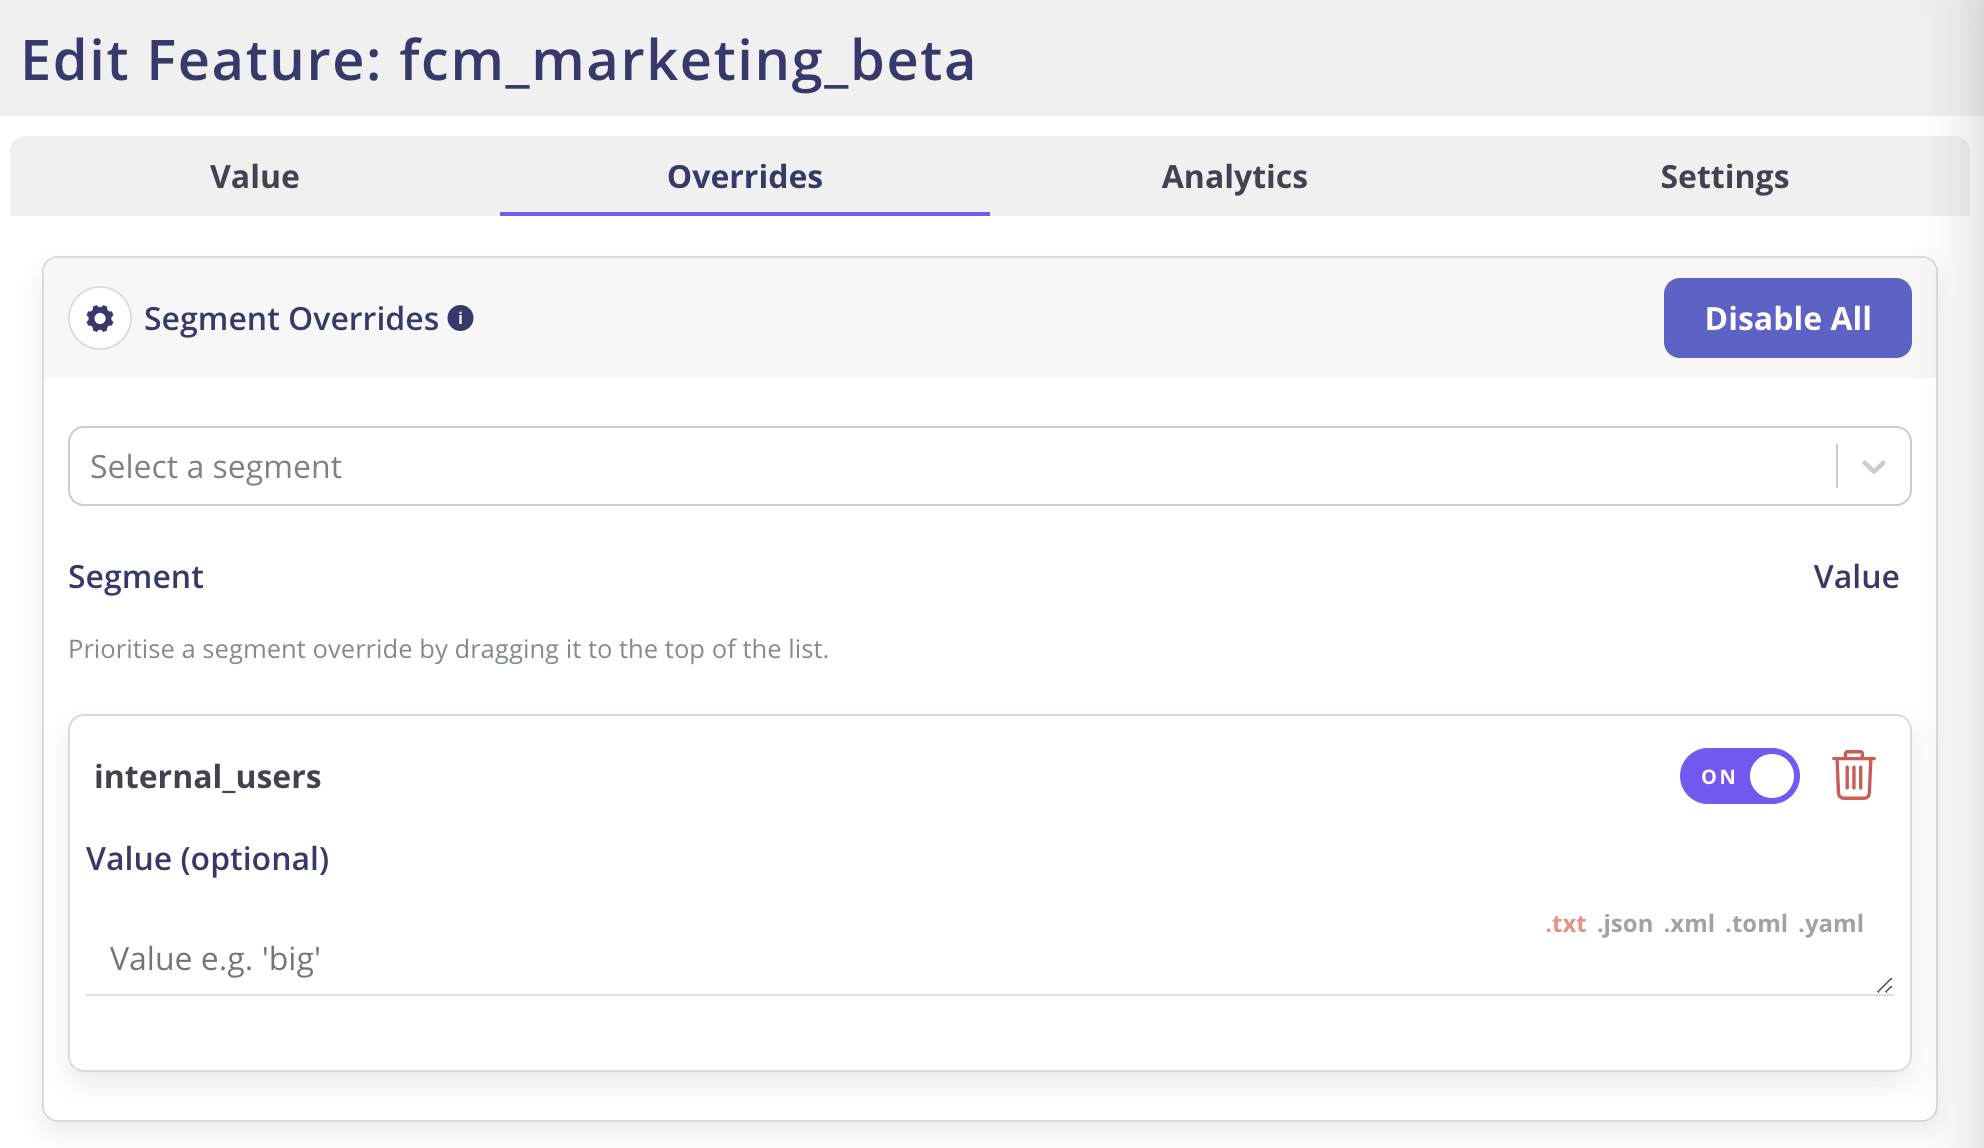 Edit Feature: fcm_marketing_beta
Value Overrides Analytics Settings
Segment Overrides i Disable All
Select a segment
Segment Value
Prioritise a segment override by dragging it to the top of the list.
internal_users ON
Value (optional)
.txt .json .xml .toml .yaml
Value e.g. 'big'